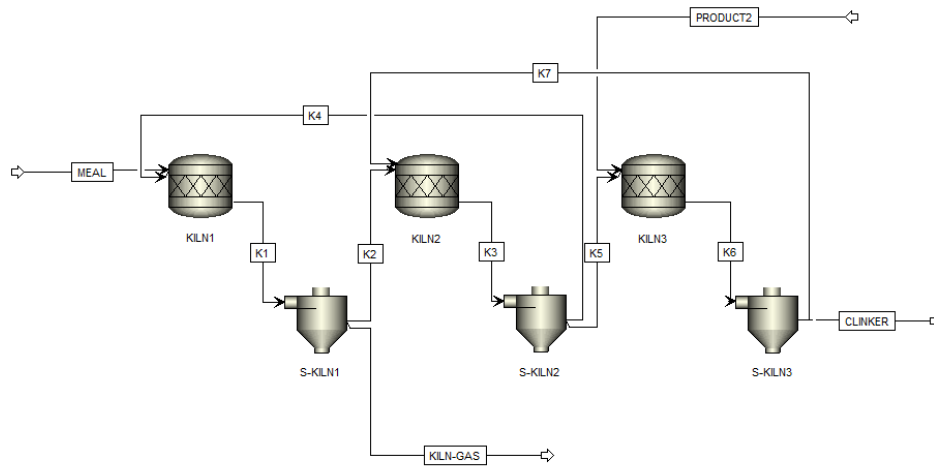 PRODUCT2
K7
K4
MEAL
KILN1
KILN2
KILN3
K1
K2
K3
K5
K6
CLINKER
S-KILN1
S-KILN2
S-KILN3
KILN-GAS